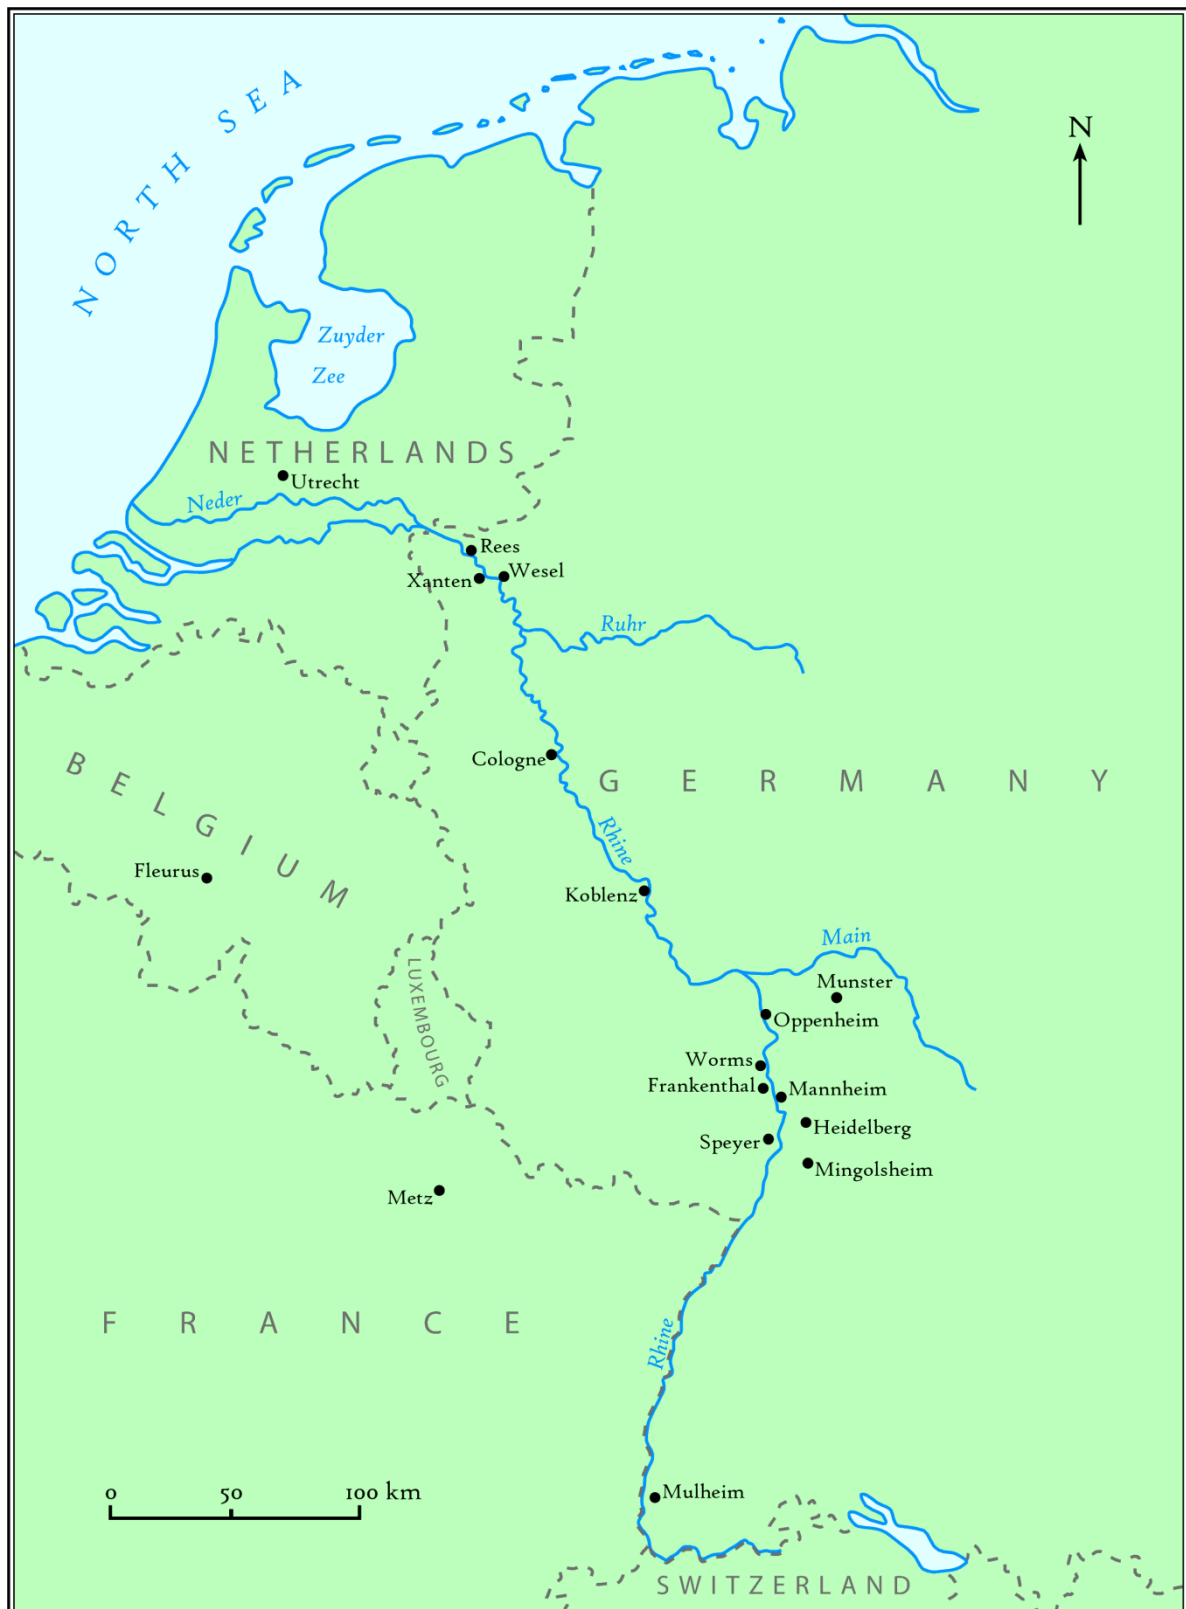 NORTH SEA
N
Zuyder
Zee
NETHERLANDS
Utrecht
Neder
Rees
Xanten
Wesel
Ruhr
BELGIUM
Cologne
GERMANY
Rhine
Fleurus
Koblenz
Main
LUXEMBOURG
Munster
Oppenheim
Worms
Frankenthal
Mannheim
Heidelberg
Speyer
Mingolsheim
Metz
FRANCE
Rhine
0 50 100 km
Mulheim
SWITZERLAND